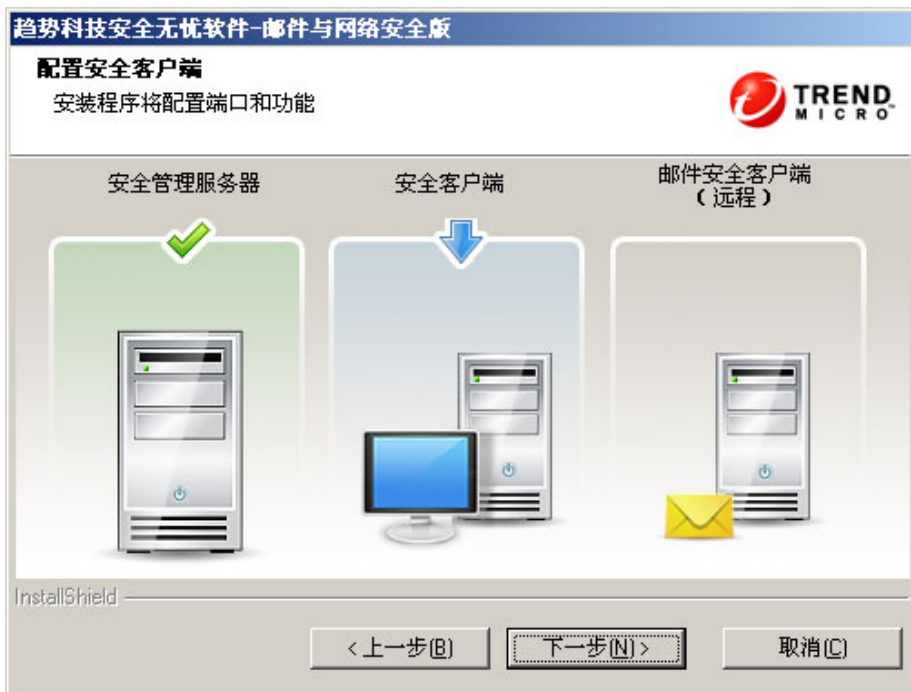 趋势科技安全无忧软件-邮件与网络安全版
配置安全客户端
安装程序将配置端口和功能
TREND
MICRO
安全管理服务器
安全客户端
邮件安全客户端
（远程）
InstallShield
<上一步(B)
下一步(N)>
取消(C)